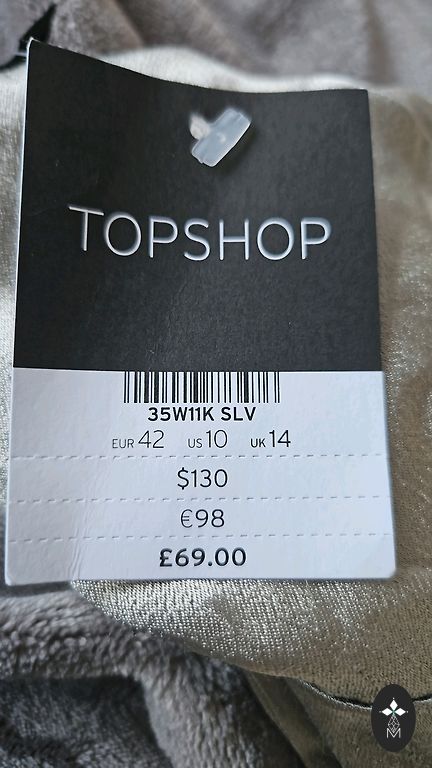 TOPSHOP
35W11K SLV
EUR 42 US 10 UK 14
$130
€98
£69.00
M